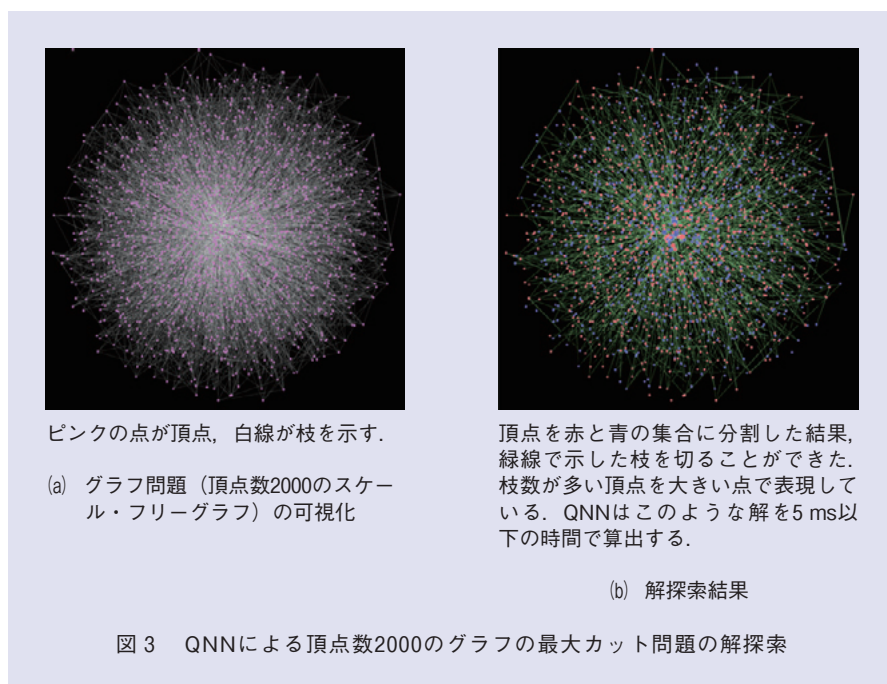 ピンクの点が頂点，白線が枝を示す．
(a) グラフ問題（頂点数2000のスケー
ル・フリーグラフ）の可視化
頂点を赤と青の集合に分割した結果，
緑線で示した枝を切ることができた．
枝数が多い頂点を大きい点で表現して
いる．QNNはこのような解を5 ms以
下の時間で算出する．
(b) 解探索結果
図３　QNNによる頂点数2000のグラフの最大カット問題の解探索